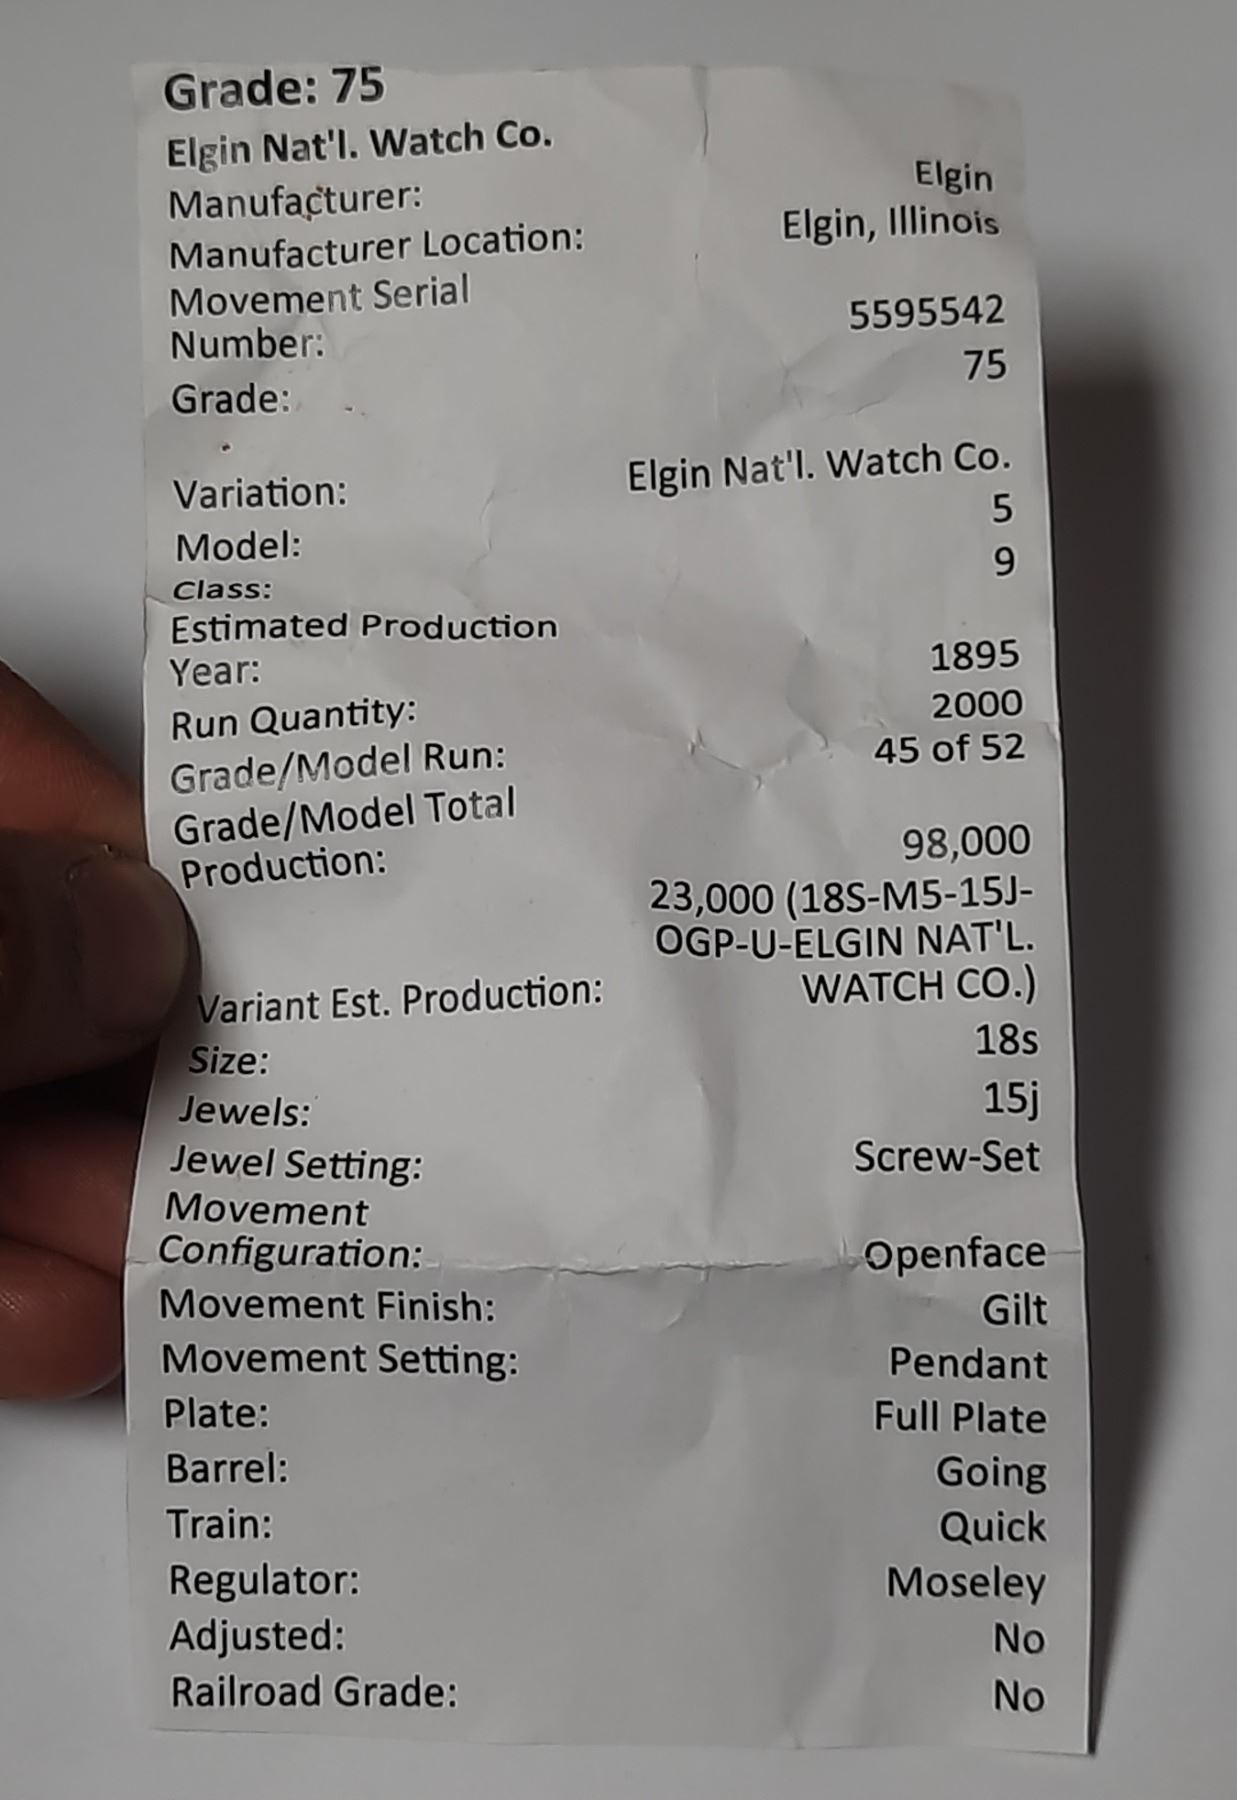 Grade: 75
Elgin Nat'l. Watch Co.
Manufacturer: Elgin
Manufacturer Location: Elgin, Illinois
Movement Serial
Number: 5595542
Grade: 75
Variation: Elgin Nat'l. Watch Co.
Model: 5
Class: 9
Estimated Production
Year: 1895
Run Quantity: 2000
Grade/Model Run: 45 of 52
Grade/Model Total
Production: 98,000
23,000 (18S-M5-15J-
OGP-U-ELGIN NAT'L.
Variant Est. Production: WATCH CO.)
Size: 18s
Jewels: 15j
Jewel Setting: Screw-Set
Movement
Configuration: Openface
Movement Finish: Gilt
Movement Setting: Pendant
Plate: Full Plate
Barrel: Going
Train: Quick
Regulator: Moseley
Adjusted: No
Railroad Grade: No